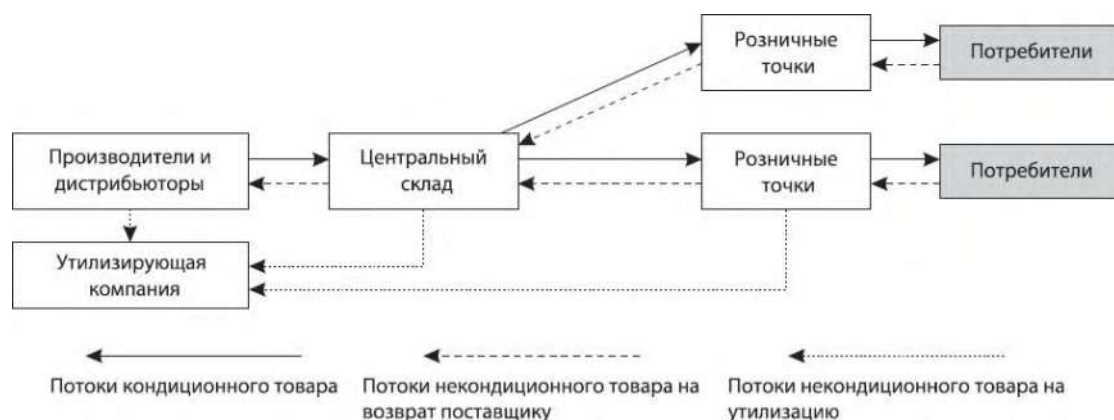 Розничные
точки
Потребители
Производители и
дистрибьюторы
Центральный
склад
Розничные
точки
Потребители
Утилизирующая
компания
Потоки кондиционного товара
Потоки некондиционного товара на
возврат поставщику
Потоки некондиционного товара на
утилизацию